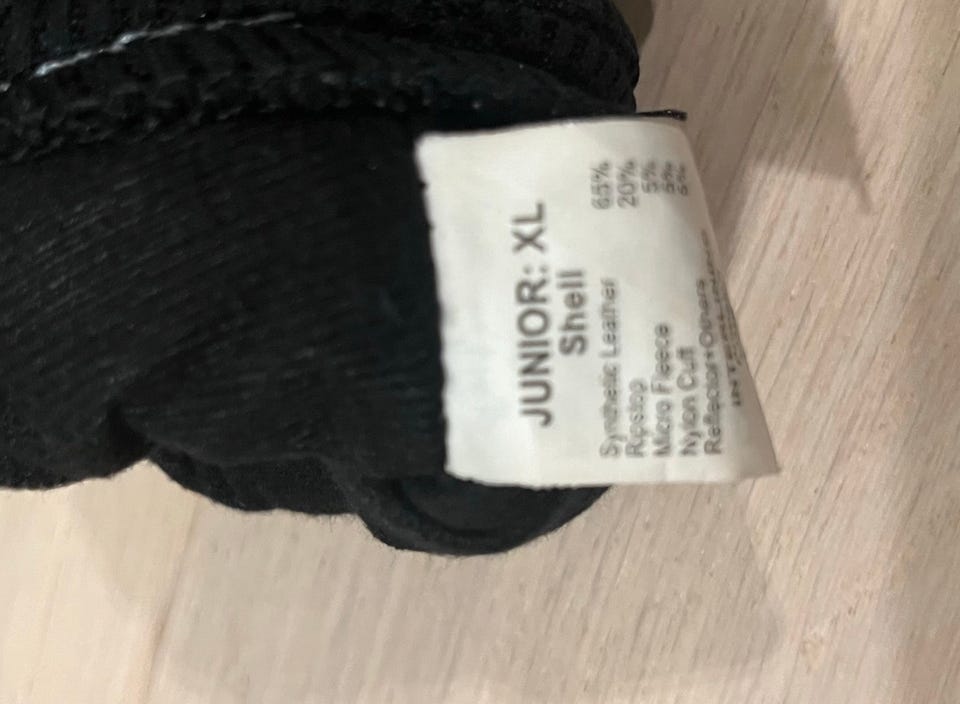 JUNIOR: XL
Shell
Synthetic Leather 65%
Ripstop 20%
Micro Fleece 5%
Nylon Cuff 5%
Reflector+Others 5%